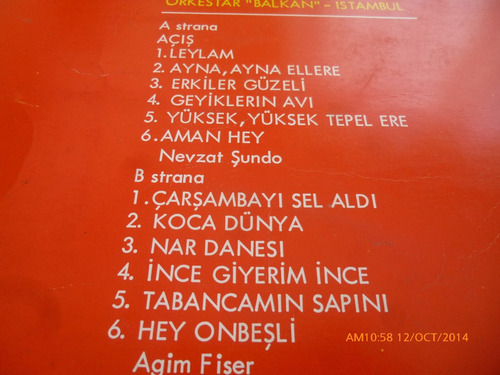 ORKESTAR "BALKAN" - ISTAMBUL
A strana
AÇIŞ
1. LEYLAM
2. AYNA, AYNA ELLERE
3. ERKİLER GÜZELİ
4. GEYİKLERIN AVI
5. YÜKSEK, YÜKSEK TEPEL ERE
6. AMAN HEY
Nevzat Şundo
B strana
1. ÇARŞAMBAYI SEL ALDI
2. KOCA DÜNYA
3. NAR DANESI
4. İNCE GİYERİM İNCE
5. TABANCAMIN SAPINI
6. HEY ONBEŞLİ
Agim Fişer
AM10:58 12/OCT/2014